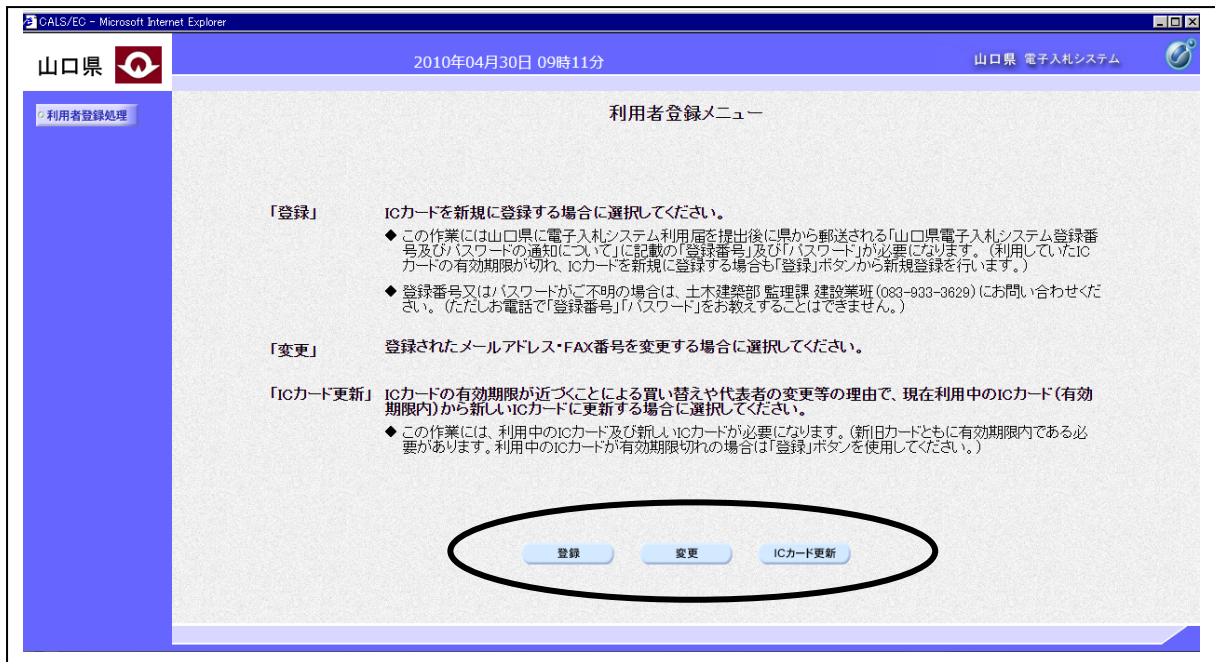 CALS/EC - Microsoft Internet Explorer
山口県
2010年04月30日 09時11分
山口県 電子入札システム
利用者登録処理
利用者登録メニュー
「登録」 ICカードを新規に登録する場合に選択してください。
◆ この作業には山口県に電子入札システム利用届を提出後に県から郵送される「山口県電子入札システム登録番
号及びパスワードの通知について」に記載の「登録番号」及び「パスワード」が必要になります。(利用していたIC
カードの有効期限が切れ、ICカードを新規に登録する場合も「登録」ボタンから新規登録を行います。)
◆ 登録番号又はパスワードがご不明の場合は、土木建築部 監理課 建設業班(083-933-3629)にお問い合わせくだ
さい。(ただしお電話で「登録番号」「パスワード」をお教えすることはできません。)
「変更」 登録されたメールアドレス・FAX番号を変更する場合に選択してください。
「ICカード更新」 ICカードの有効期限が近づくことによる買い替えや代表者の変更等の理由で、現在利用中のICカード(有効
期限内)から新しいICカードに更新する場合に選択してください。
◆ この作業には、利用中のICカード及び新しいICカードが必要になります。(新旧カードともに有効期限内である必
要があります。利用中のICカードが有効期限切れの場合は「登録」ボタンを使用してください。)
登録 変更 ICカード更新